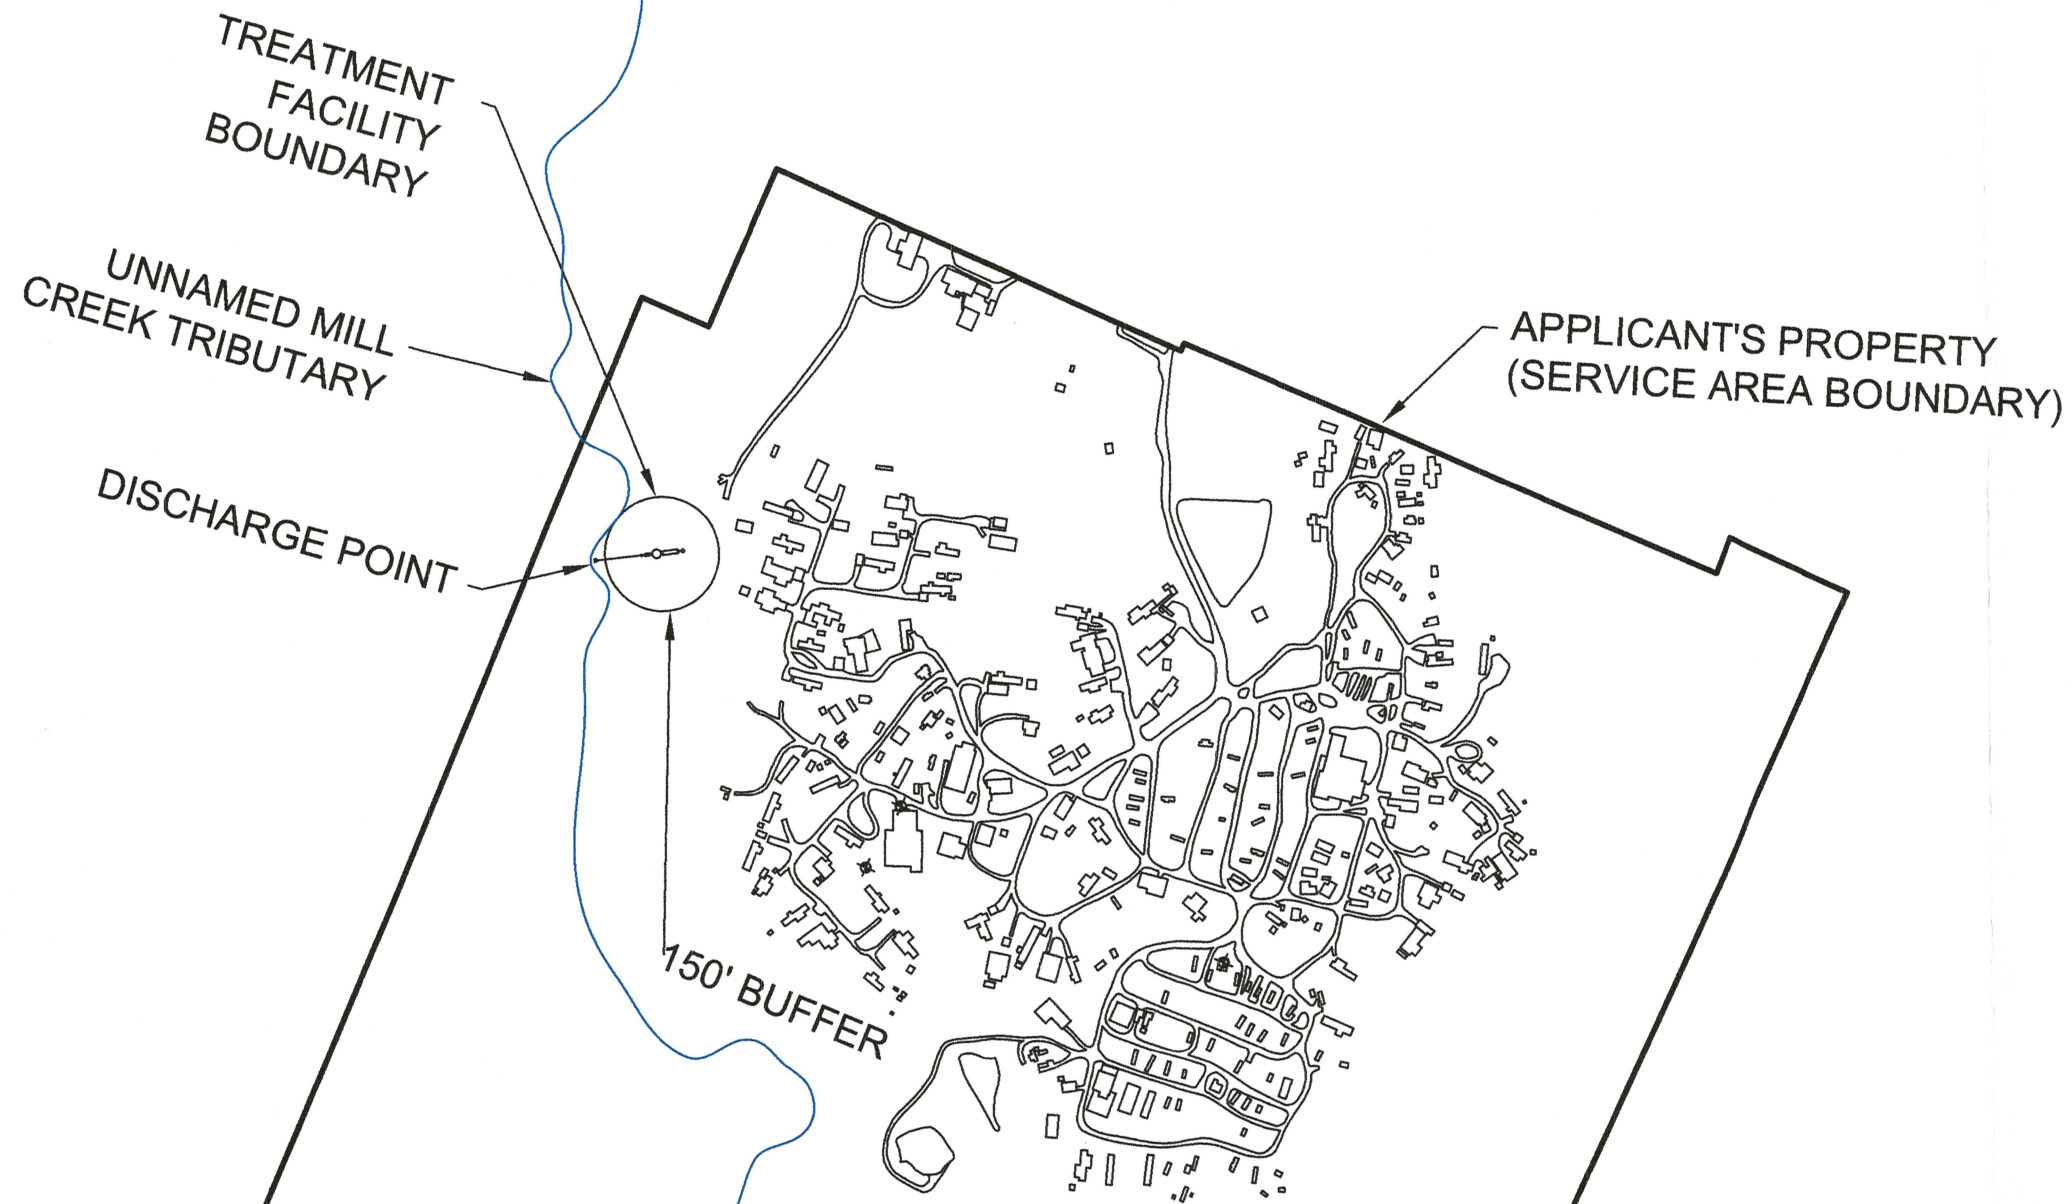 TREATMENT
FACILITY
BOUNDARY
UNNAMED MILL
CREEK TRIBUTARY
DISCHARGE POINT
APPLICANT'S PROPERTY
(SERVICE AREA BOUNDARY)
150' BUFFER